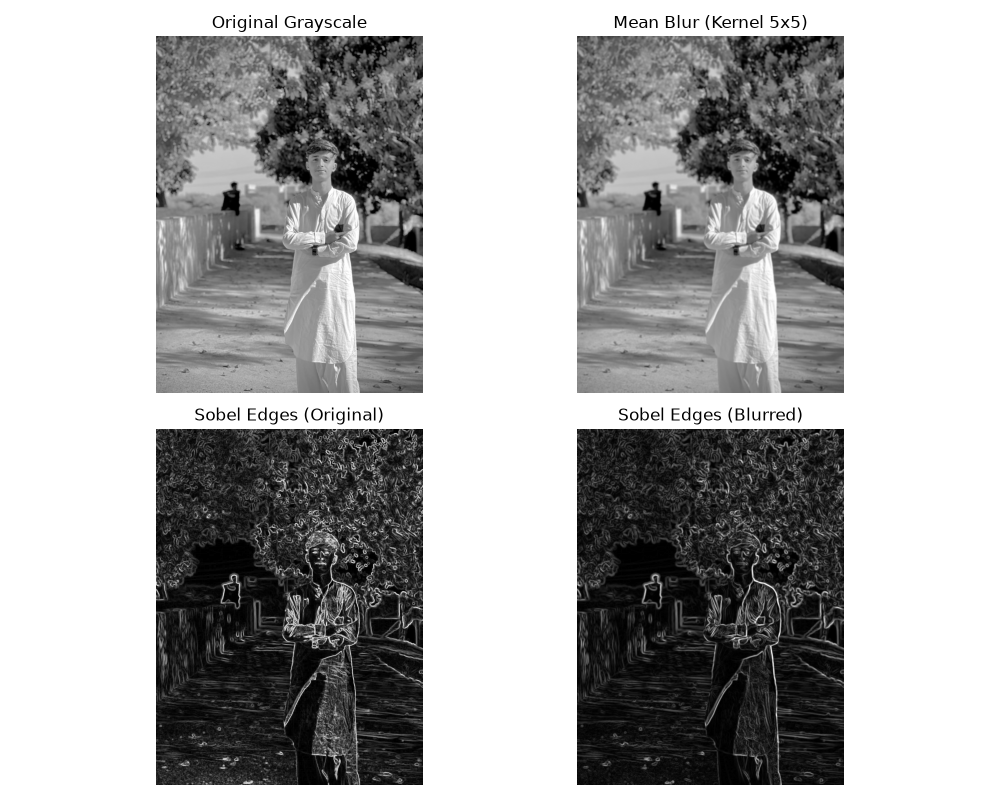 Original Grayscale
Mean Blur (Kernel 5x5)
Sobel Edges (Original)
Sobel Edges (Blurred)